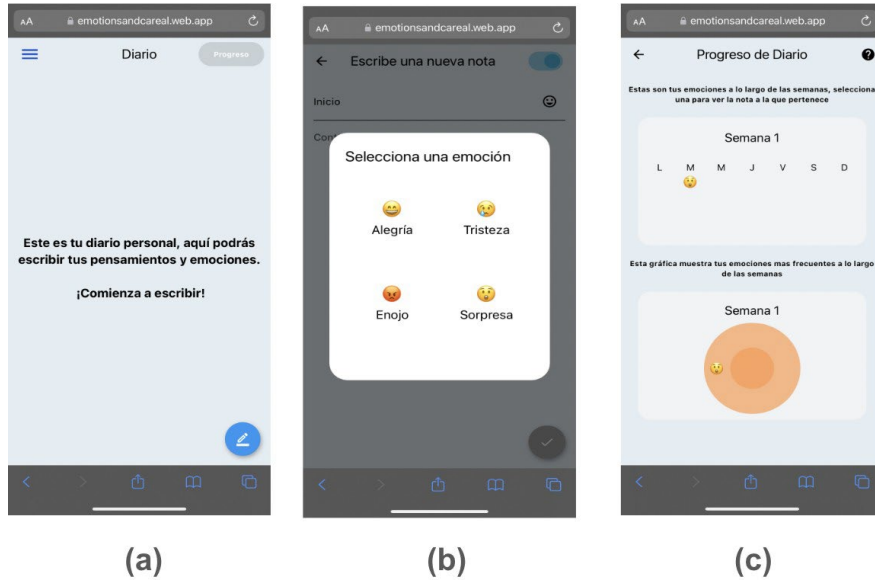 AA emotionsandcareal.web.app
Diario
Progreso
Este es tu diario personal, aquí podrás
escribir tus pensamientos y emociones.
¡Comienza a escribir!
(a)
AA emotionsandcareal.web.app
Escribe una nueva nota
Inicio
Cont
Selecciona una emoción
Alegría Tristeza
Enojo Sorpresa
(b)
AA emotionsandcareal.web.app
Progreso de Diario
Estas son tus emociones a lo largo de las semanas, selecciona
una para ver la nota a la que pertenece
Semana 1
L M M J V S D
Esta gráfica muestra tus emociones mas frecuentes a lo largo
de las semanas
Semana 1
(c)